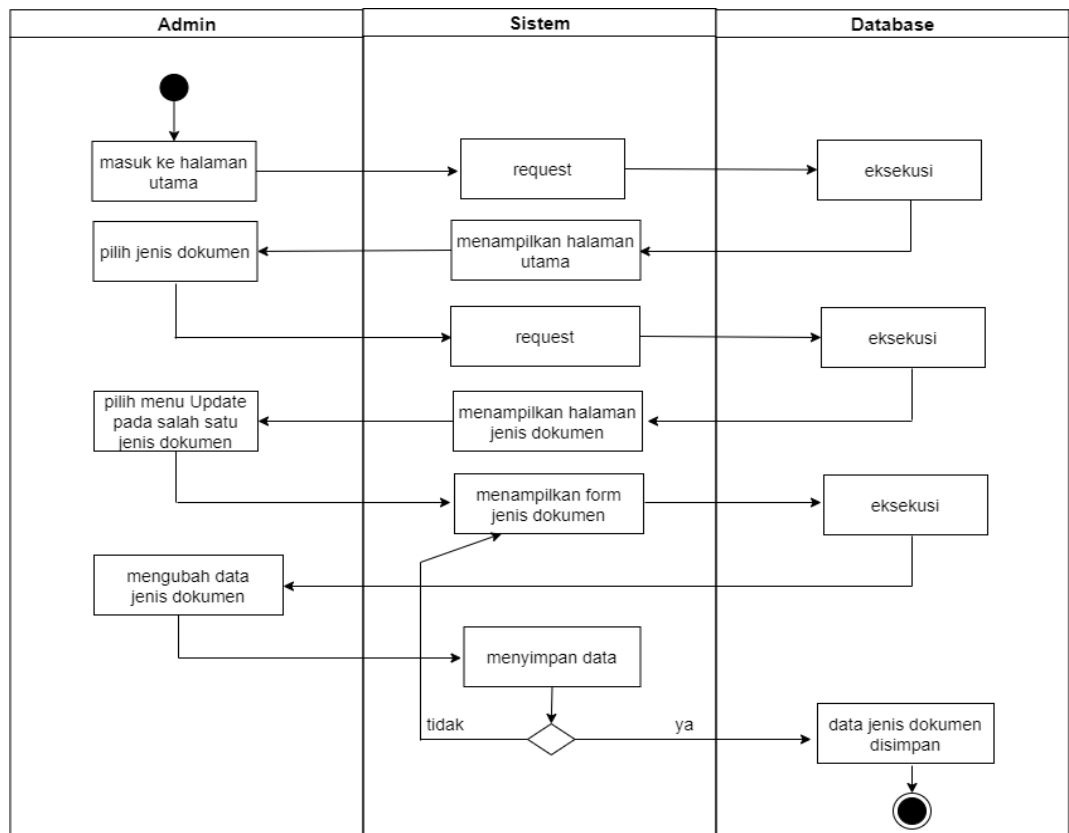 Admin
Sistem
Database
masuk ke halaman
utama
request
eksekusi
pilih jenis dokumen
menampilkan halaman
utama
request
eksekusi
pilih menu Update
pada salah satu
jenis dokumen
menampilkan halaman
jenis dokumen
menampilkan form
jenis dokumen
eksekusi
mengubah data
jenis dokumen
menyimpan data
tidak
ya
data jenis dokumen
disimpan